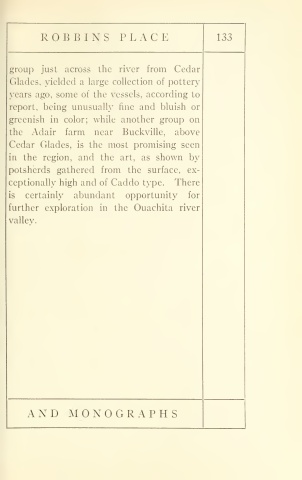 ROBBINS PLACE 133
group just across the river from Cedar
Glades, yielded a large collection of pottery
years ago, some of the vessels, according to
report, being unusually fine and bluish or
greenish in color; while another group on
the Adair farm near Buckville, above
Cedar Glades, is the most promising seen
in the region, and the art, as shown by
potsherds gathered from the surface, ex-
ceptionally high and of Caddo type. There
is certainly abundant opportunity for
further exploration in the Ouachita river
valley.
AND MONOGRAPHS